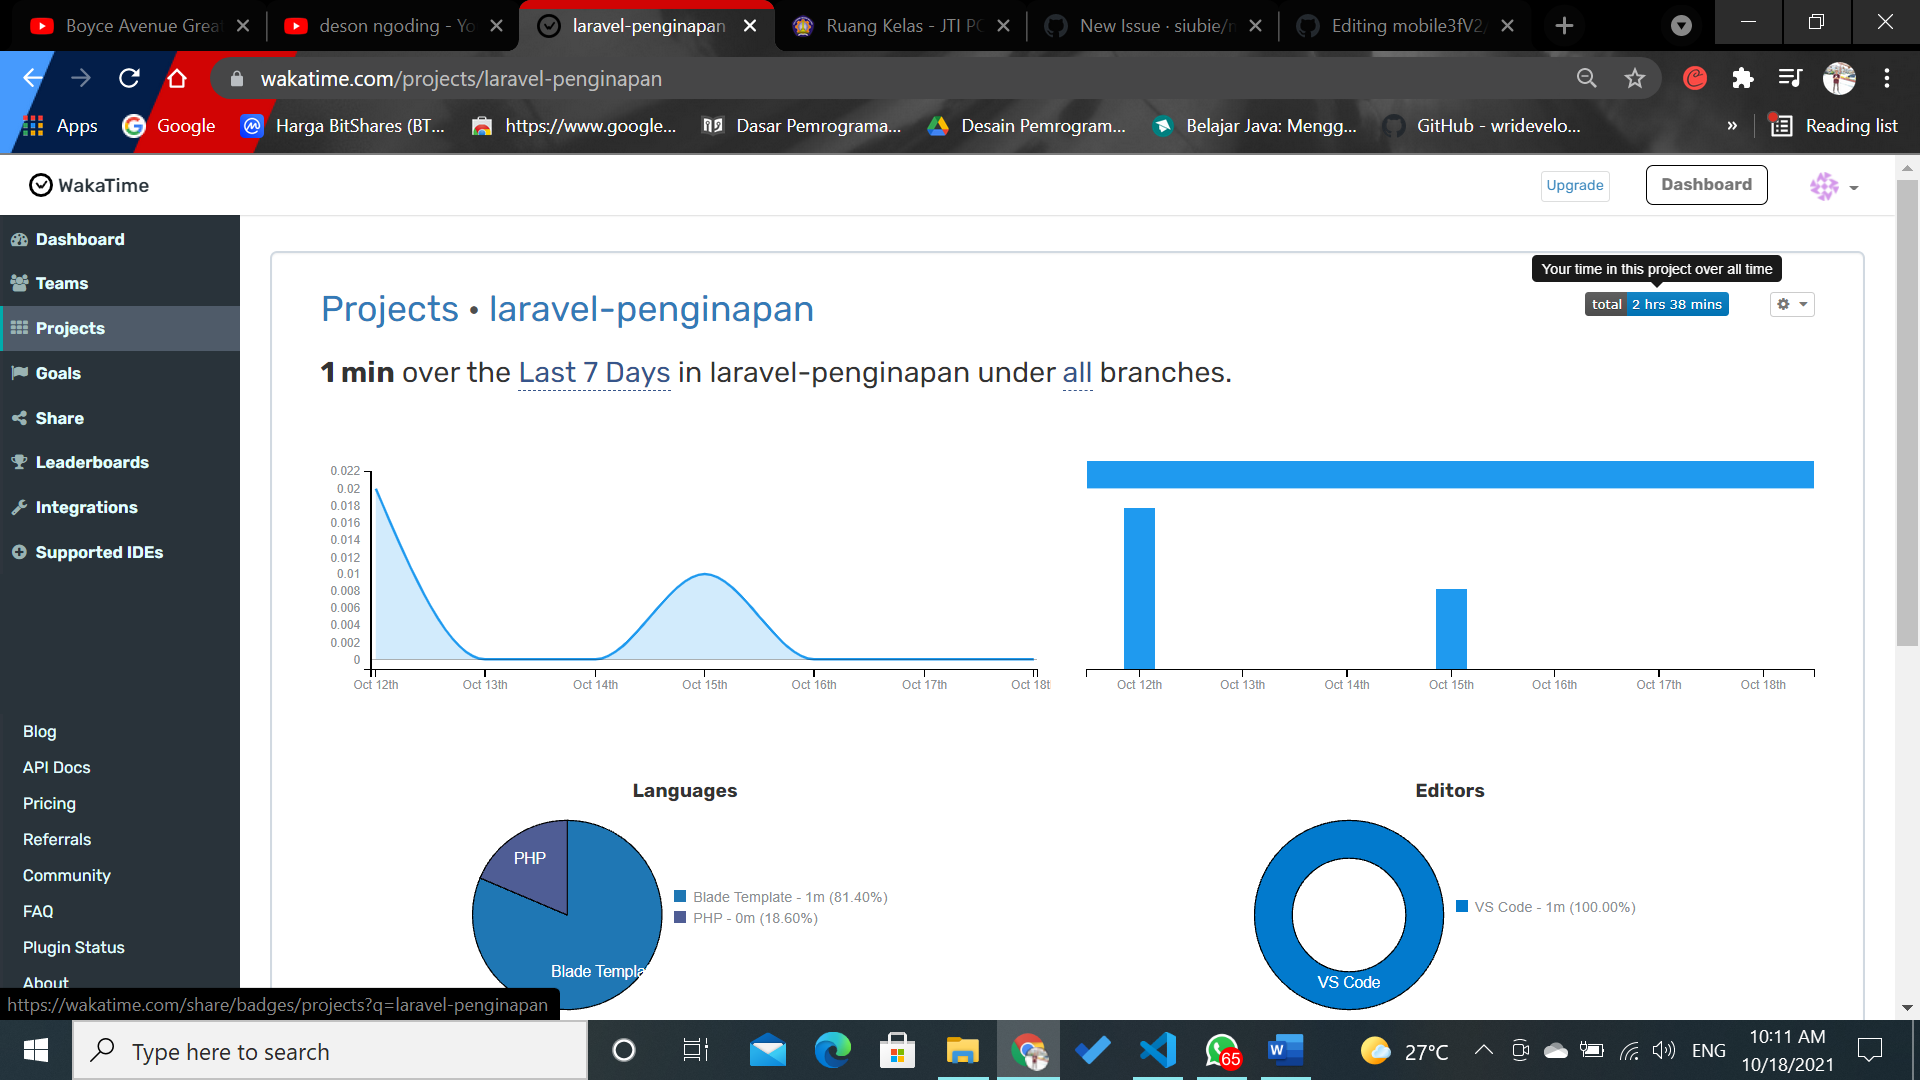 Boyce Avenue Grea
deson ngoding - Yo
laravel-penginapan
Ruang Kelas - JTI PO
New Issue · siubie/m
Editing mobile3fV2/
wakatime.com/projects/laravel-penginapan
Apps
Google
Harga BitShares (BT...
https://www.google...
Dasar Pemrograma...
Desain Pemrogram...
Belajar Java: Mengg...
GitHub - wridevelo...
»
Reading list
WakaTime
Upgrade
Dashboard
Dashboard
Teams
Projects
Goals
Share
Leaderboards
Integrations
Supported IDEs
Blog
API Docs
Pricing
Referrals
Community
FAQ
Plugin Status
About
Your time in this project over all time
Projects • laravel-penginapan
total 2 hrs 38 mins
1 min over the Last 7 Days in laravel-penginapan under all branches.
0.022
0.02
0.018
0.016
0.014
0.012
0.01
0.008
0.006
0.004
0.002
0
Oct 12th Oct 13th Oct 14th Oct 15th Oct 16th Oct 17th Oct 18t
Oct 12th Oct 13th Oct 14th Oct 15th Oct 16th Oct 17th Oct 18th
Languages
PHP
Blade Templa
Blade Template - 1m (81.40%)
PHP - 0m (18.60%)
Editors
VS Code
VS Code - 1m (100.00%)
https://wakatime.com/share/badges/projects?q=laravel-penginapan
Type here to search
65
27°C
ENG
10:11 AM
10/18/2021